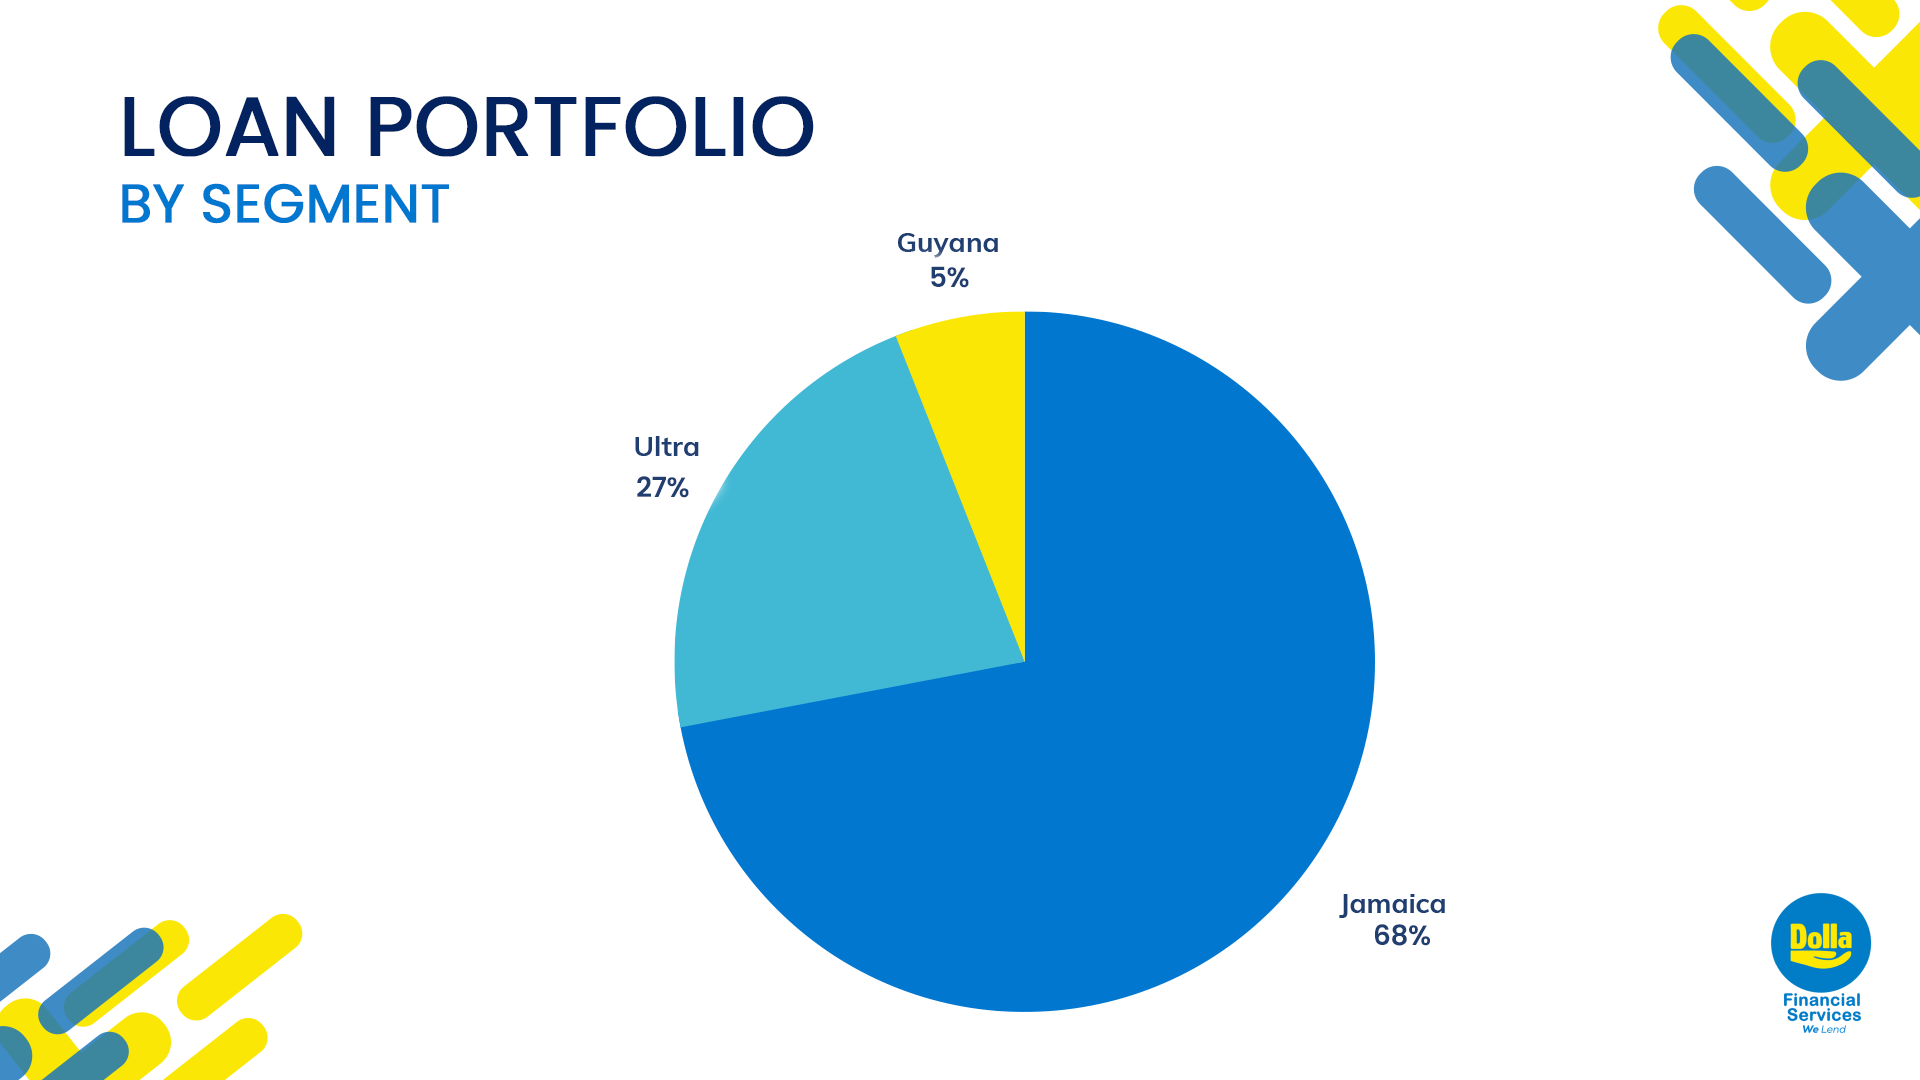 LOAN PORTFOLIO
BY SEGMENT
Guyana
5%
Ultra
27%
Jamaica
68%
Dolla
Financial
Services
We Lend